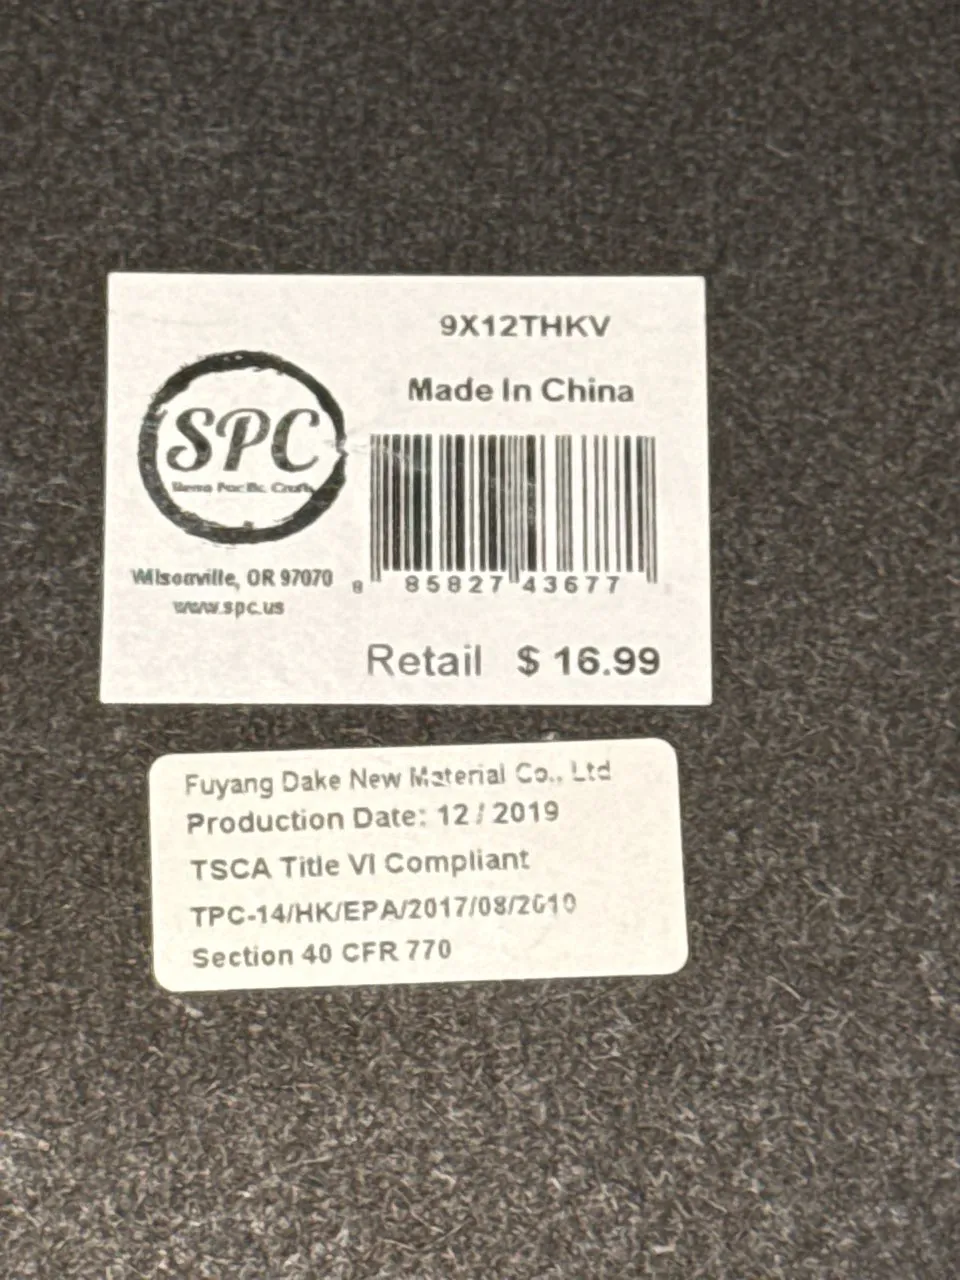 9X12THKV
Made In China
SPC
Wilsonville, OR 97070
www.spc.us
8 85827 43677
Retail $ 16.99
Fuyang Dake New Material Co., Ltd
Production Date: 12 / 2019
TSCA Title VI Compliant
TPC-14/HK/EPA/2017/08/2010
Section 40 CFR 770